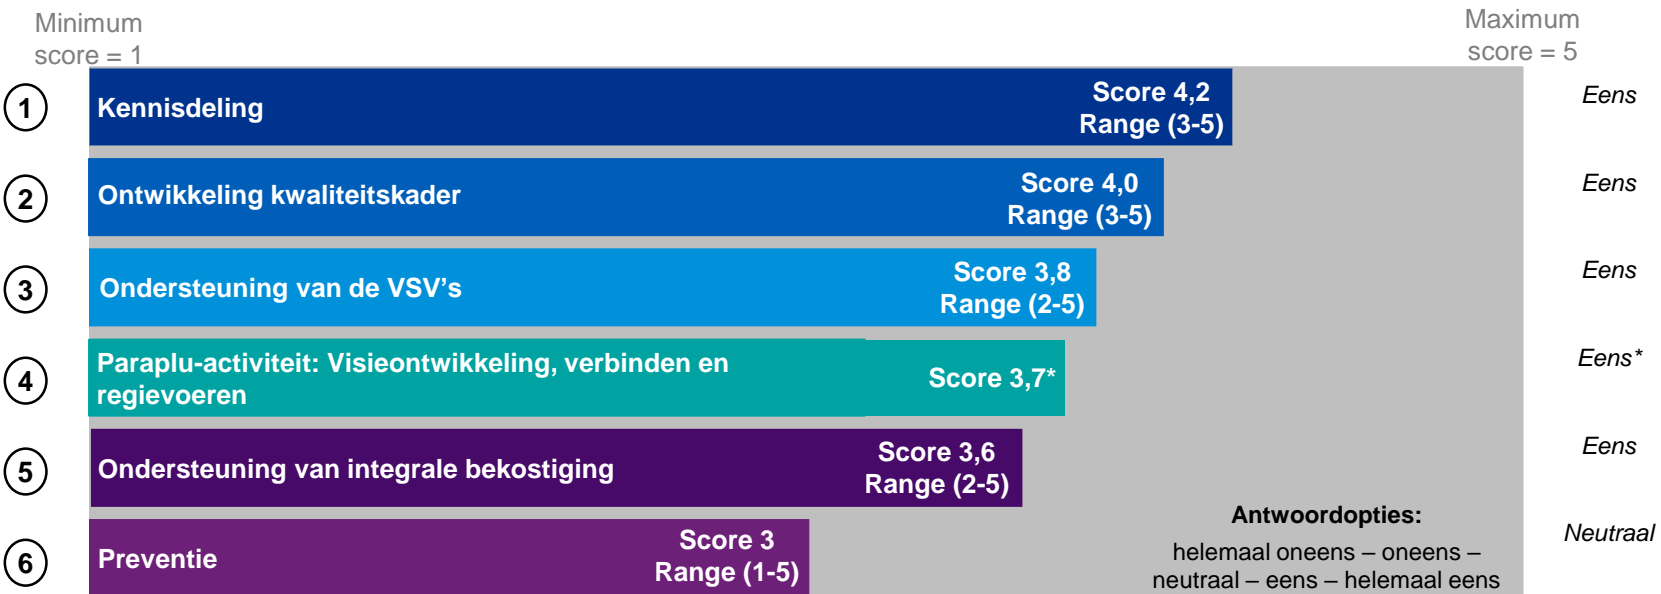 Minimum
score = 1
Maximum
score = 5
1
Kennisdeling
Score 4,2
Range (3-5)
Eens
2
Ontwikkeling kwaliteitskader
Score 4,0
Range (3-5)
Eens
3
Ondersteuning van de VSV’s
Score 3,8
Range (2-5)
Eens
4
Paraplu-activiteit: Visieontwikkeling, verbinden en
regievoeren
Score 3,7*
Eens*
5
Ondersteuning van integrale bekostiging
Score 3,6
Range (2-5)
Eens
6
Preventie
Score 3
Range (1-5)
Neutraal
Antwoordopties:
helemaal oneens – oneens –
neutraal – eens – helemaal eens